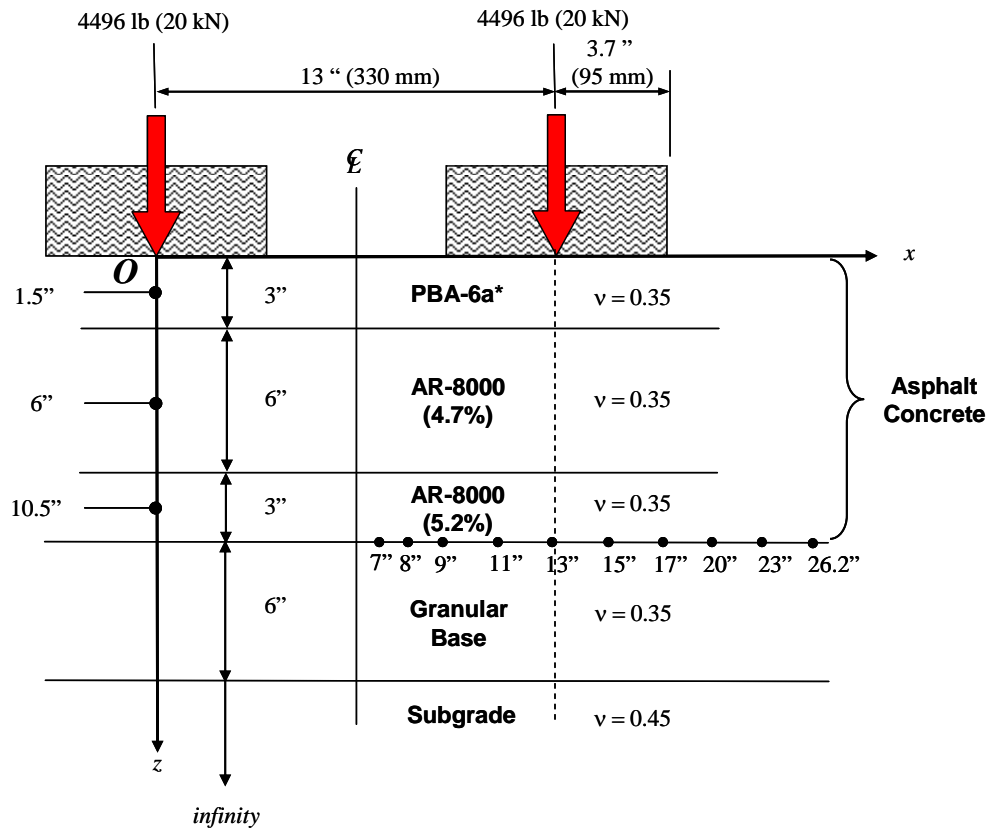 4496 lb (20 kN)
4496 lb (20 kN)
3.7 ”
13 “ (330 mm)
(95 mm)
℄
O
x
1.5”
3”
PBA-6a*
ν = 0.35
6”
6”
AR-8000
(4.7%)
ν = 0.35
Asphalt
Concrete
10.5”
3”
AR-8000
(5.2%)
ν = 0.35
7” 8” 9” 11” 13” 15” 17” 20” 23” 26.2”
6”
Granular
Base
ν = 0.35
Subgrade
ν = 0.45
z
infinity